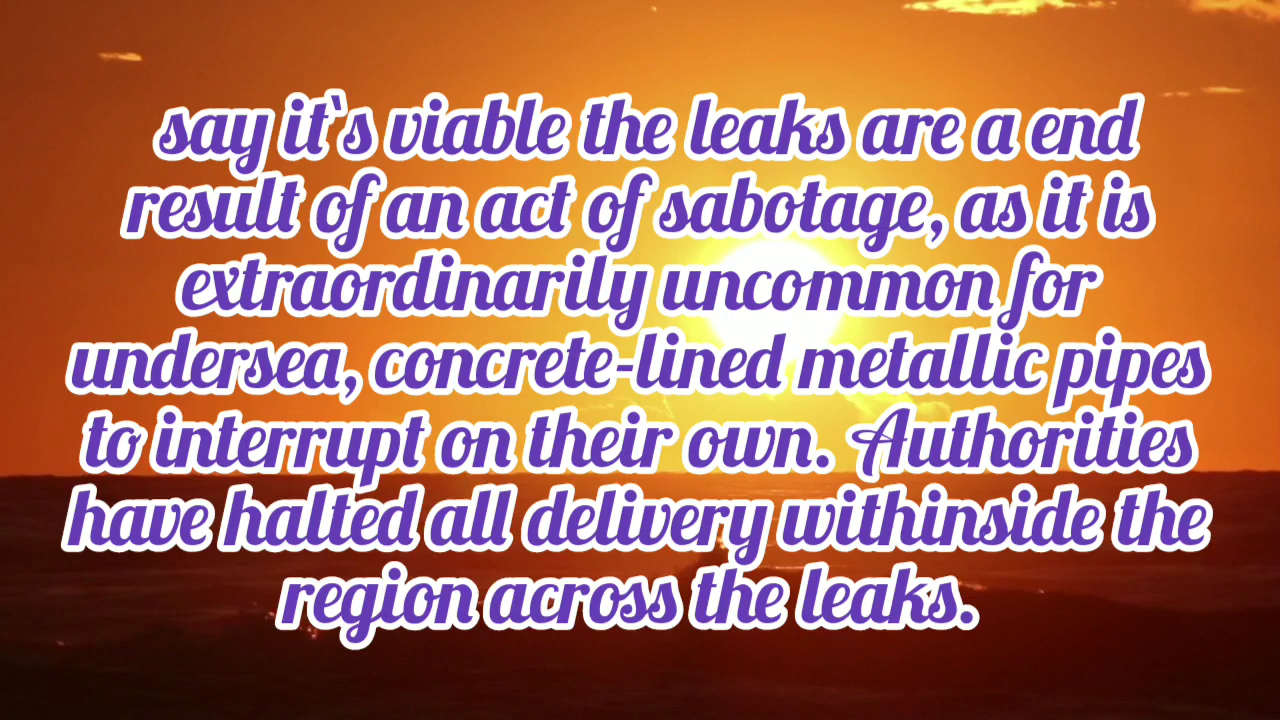 say it`s viable the leaks are a end
result of an act of sabotage, as it is
extraordinarily uncommon for
undersea, concrete-lined metallic pipes
to interrupt on their own. Authorities
have halted all delivery withinside the
region across the leaks.